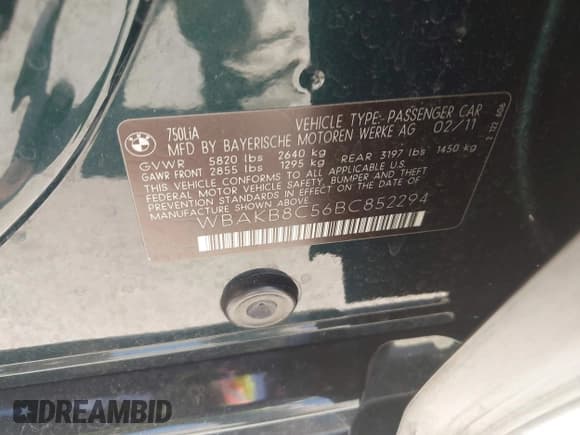 BMW
750LiA
VEHICLE TYPE:-PASSENGER CAR
MFD BY BAYERISCHE MOTOREN WERKE AG 02/11
GVWR 5820 lbs 2640 kg
GAWR FRONT 2855 lbs 1295 kg REAR 3197 lbs 1450 kg
THIS VEHICLE CONFORMS TO ALL APPLICABLE FEDERAL
MOTOR VEHICLE SAFETY, BUMPER AND THEFT
STANDARDS IN EFFECT ON THE DATE OF
MANUFACTURE SHOWN ABOVE
WBAKB8C56BC852294
DREAMBID